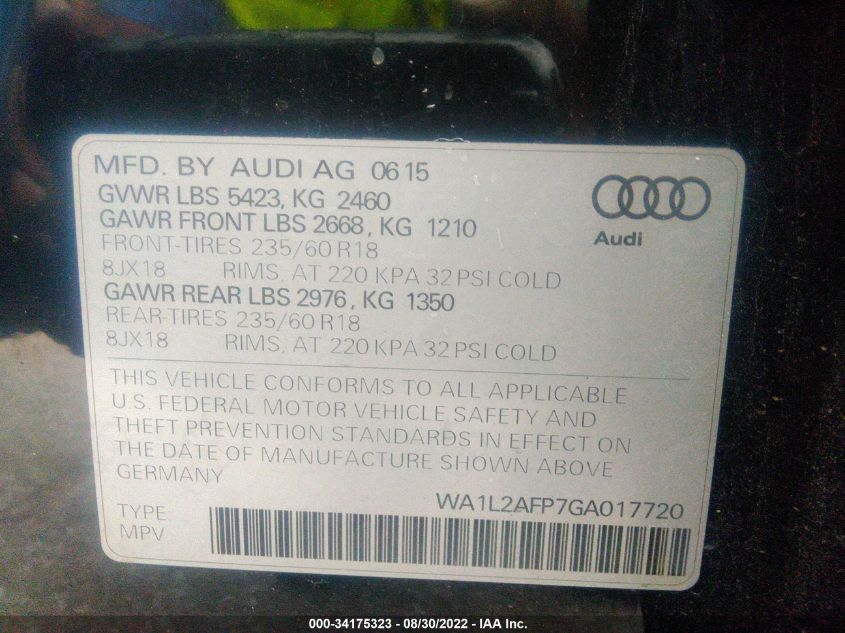 MFD. BY AUDI AG 0615
GVWR LBS 5423, KG 2460
GAWR FRONT LBS 2668, KG 1210
FRONT-TIRES 235/60 R18
8JX18 RIMS, AT 220 KPA 32 PSI COLD
GAWR REAR LBS 2976, KG 1350
REAR-TIRES 235/60 R18
8JX18 RIMS, AT 220 KPA 32 PSI COLD
Audi
THIS VEHICLE CONFORMS TO ALL APPLICABLE
U.S. FEDERAL MOTOR VEHICLE SAFETY AND
THEFT PREVENTION STANDARDS IN EFFECT ON
THE DATE OF MANUFACTURE SHOWN ABOVE
GERMANY
WA1L2AFP7GA017720
TYPE
MPV
000-34175323 - 08/30/2022 - IAA Inc.